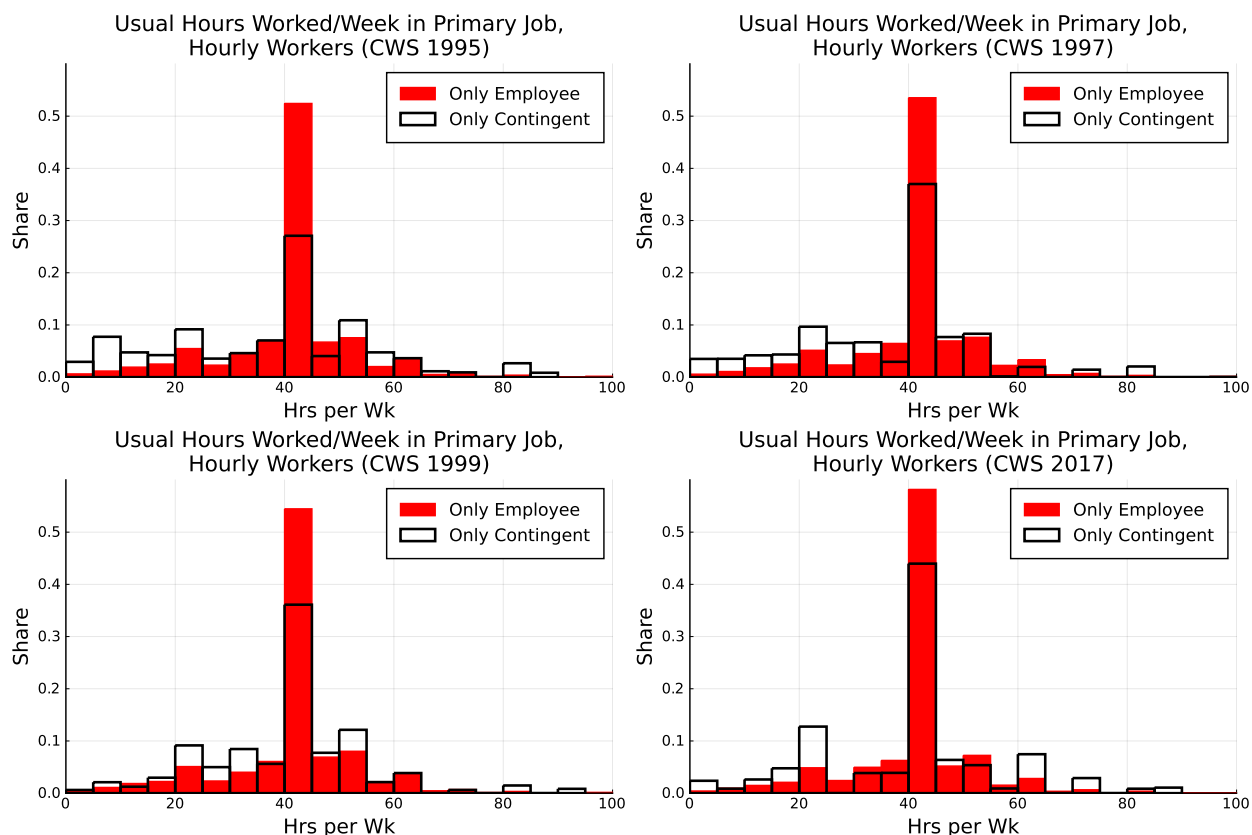 Usual Hours Worked/Week in Primary Job,
Hourly Workers (CWS 1995)
Only Employee
Only Contingent
Share
0.5
0.4
0.3
0.2
0.1
0.0
0 20 40 60 80 100
Hrs per Wk
Usual Hours Worked/Week in Primary Job,
Hourly Workers (CWS 1997)
Only Employee
Only Contingent
Share
0.5
0.4
0.3
0.2
0.1
0.0
0 20 40 60 80 100
Hrs per Wk
Usual Hours Worked/Week in Primary Job,
Hourly Workers (CWS 1999)
Only Employee
Only Contingent
Share
0.5
0.4
0.3
0.2
0.1
0.0
0 20 40 60 80 100
Hrs per Wk
Usual Hours Worked/Week in Primary Job,
Hourly Workers (CWS 2017)
Only Employee
Only Contingent
Share
0.5
0.4
0.3
0.2
0.1
0.0
0 20 40 60 80 100
Hrs per Wk